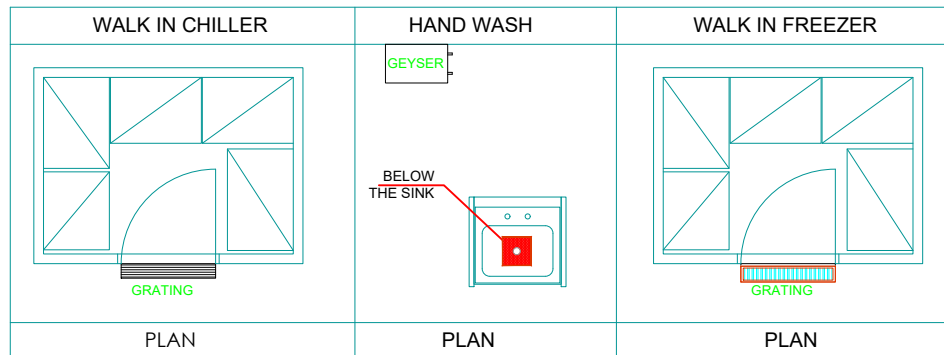 WALK IN CHILLER
HAND WASH
WALK IN FREEZER
GEYSER
BELOW
THE SINK
GRATING
GRATING
PLAN
PLAN
PLAN